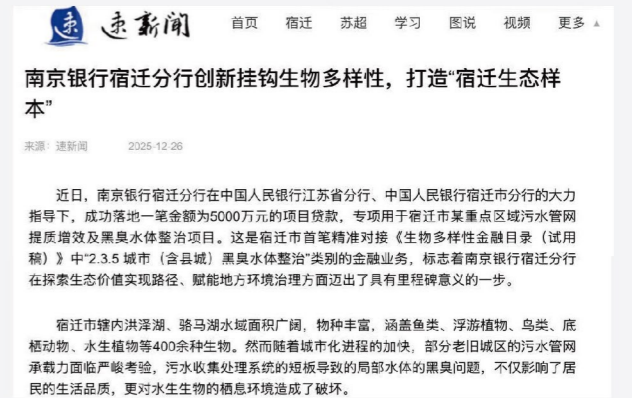 速新闻
首页 宿迁 苏超 学习 图说 视频 更多
南京银行宿迁分行创新挂钩生物多样性，打造“宿迁生态样
本”
来源：速新闻 2025-12-26
近日，南京银行宿迁分行在中国人民银行江苏省分行、中国人民银行宿迁市分行的大力
指导下，成功落地一笔金额为5000万元的项目贷款，专项用于宿迁市某重点区域污水管网
提质增效及黑臭水体整治项目。这是宿迁市首笔精准对接《生物多样性金融目录（试用
稿）》中“2.3.5 城市（含县城）黑臭水体整治”类别的金融业务，标志着南京银行宿迁分行
在探索生态价值实现路径、赋能地方环境治理方面迈出了具有里程碑意义的一步。
宿迁市辖内洪泽湖、骆马湖水域面积广阔，物种丰富，涵盖鱼类、浮游植物、鸟类、底
栖动物、水生植物等400余种生物。然而随着城市化进程的加快，部分老旧城区的污水管网
承载力面临严峻考验，污水收集处理系统的短板导致的局部水体的黑臭问题，不仅影响了居
民的生活品质，更对水生生物的栖息环境造成了破坏。